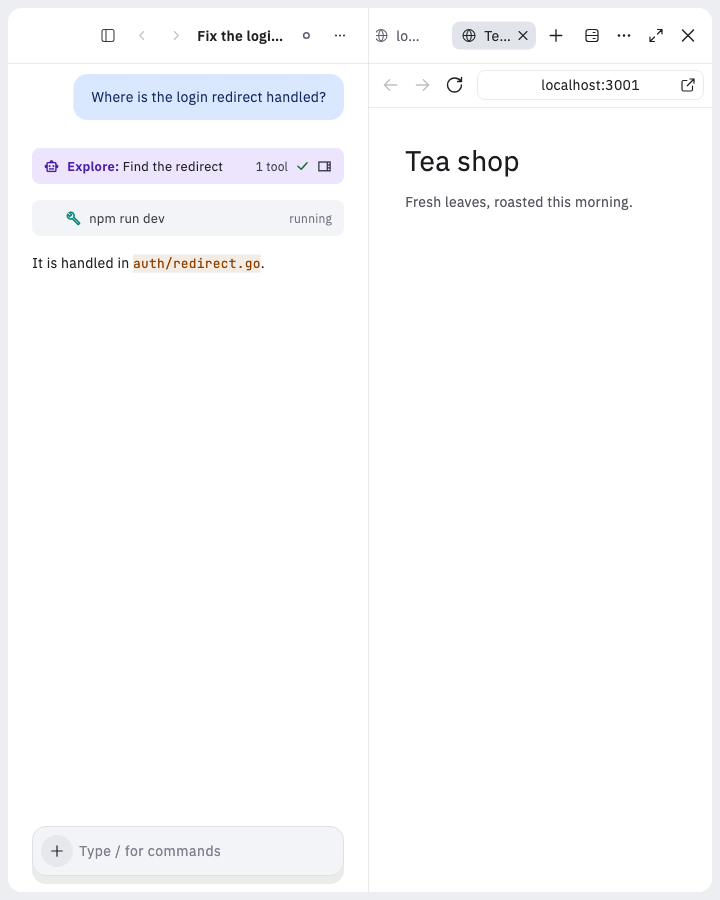 Fix the logi...
lo...
Te...
localhost:3001
Where is the login redirect handled?
Explore: Find the redirect
1 tool
npm run dev
running
It is handled in auth/redirect.go.
Tea shop
Fresh leaves, roasted this morning.
Type / for commands